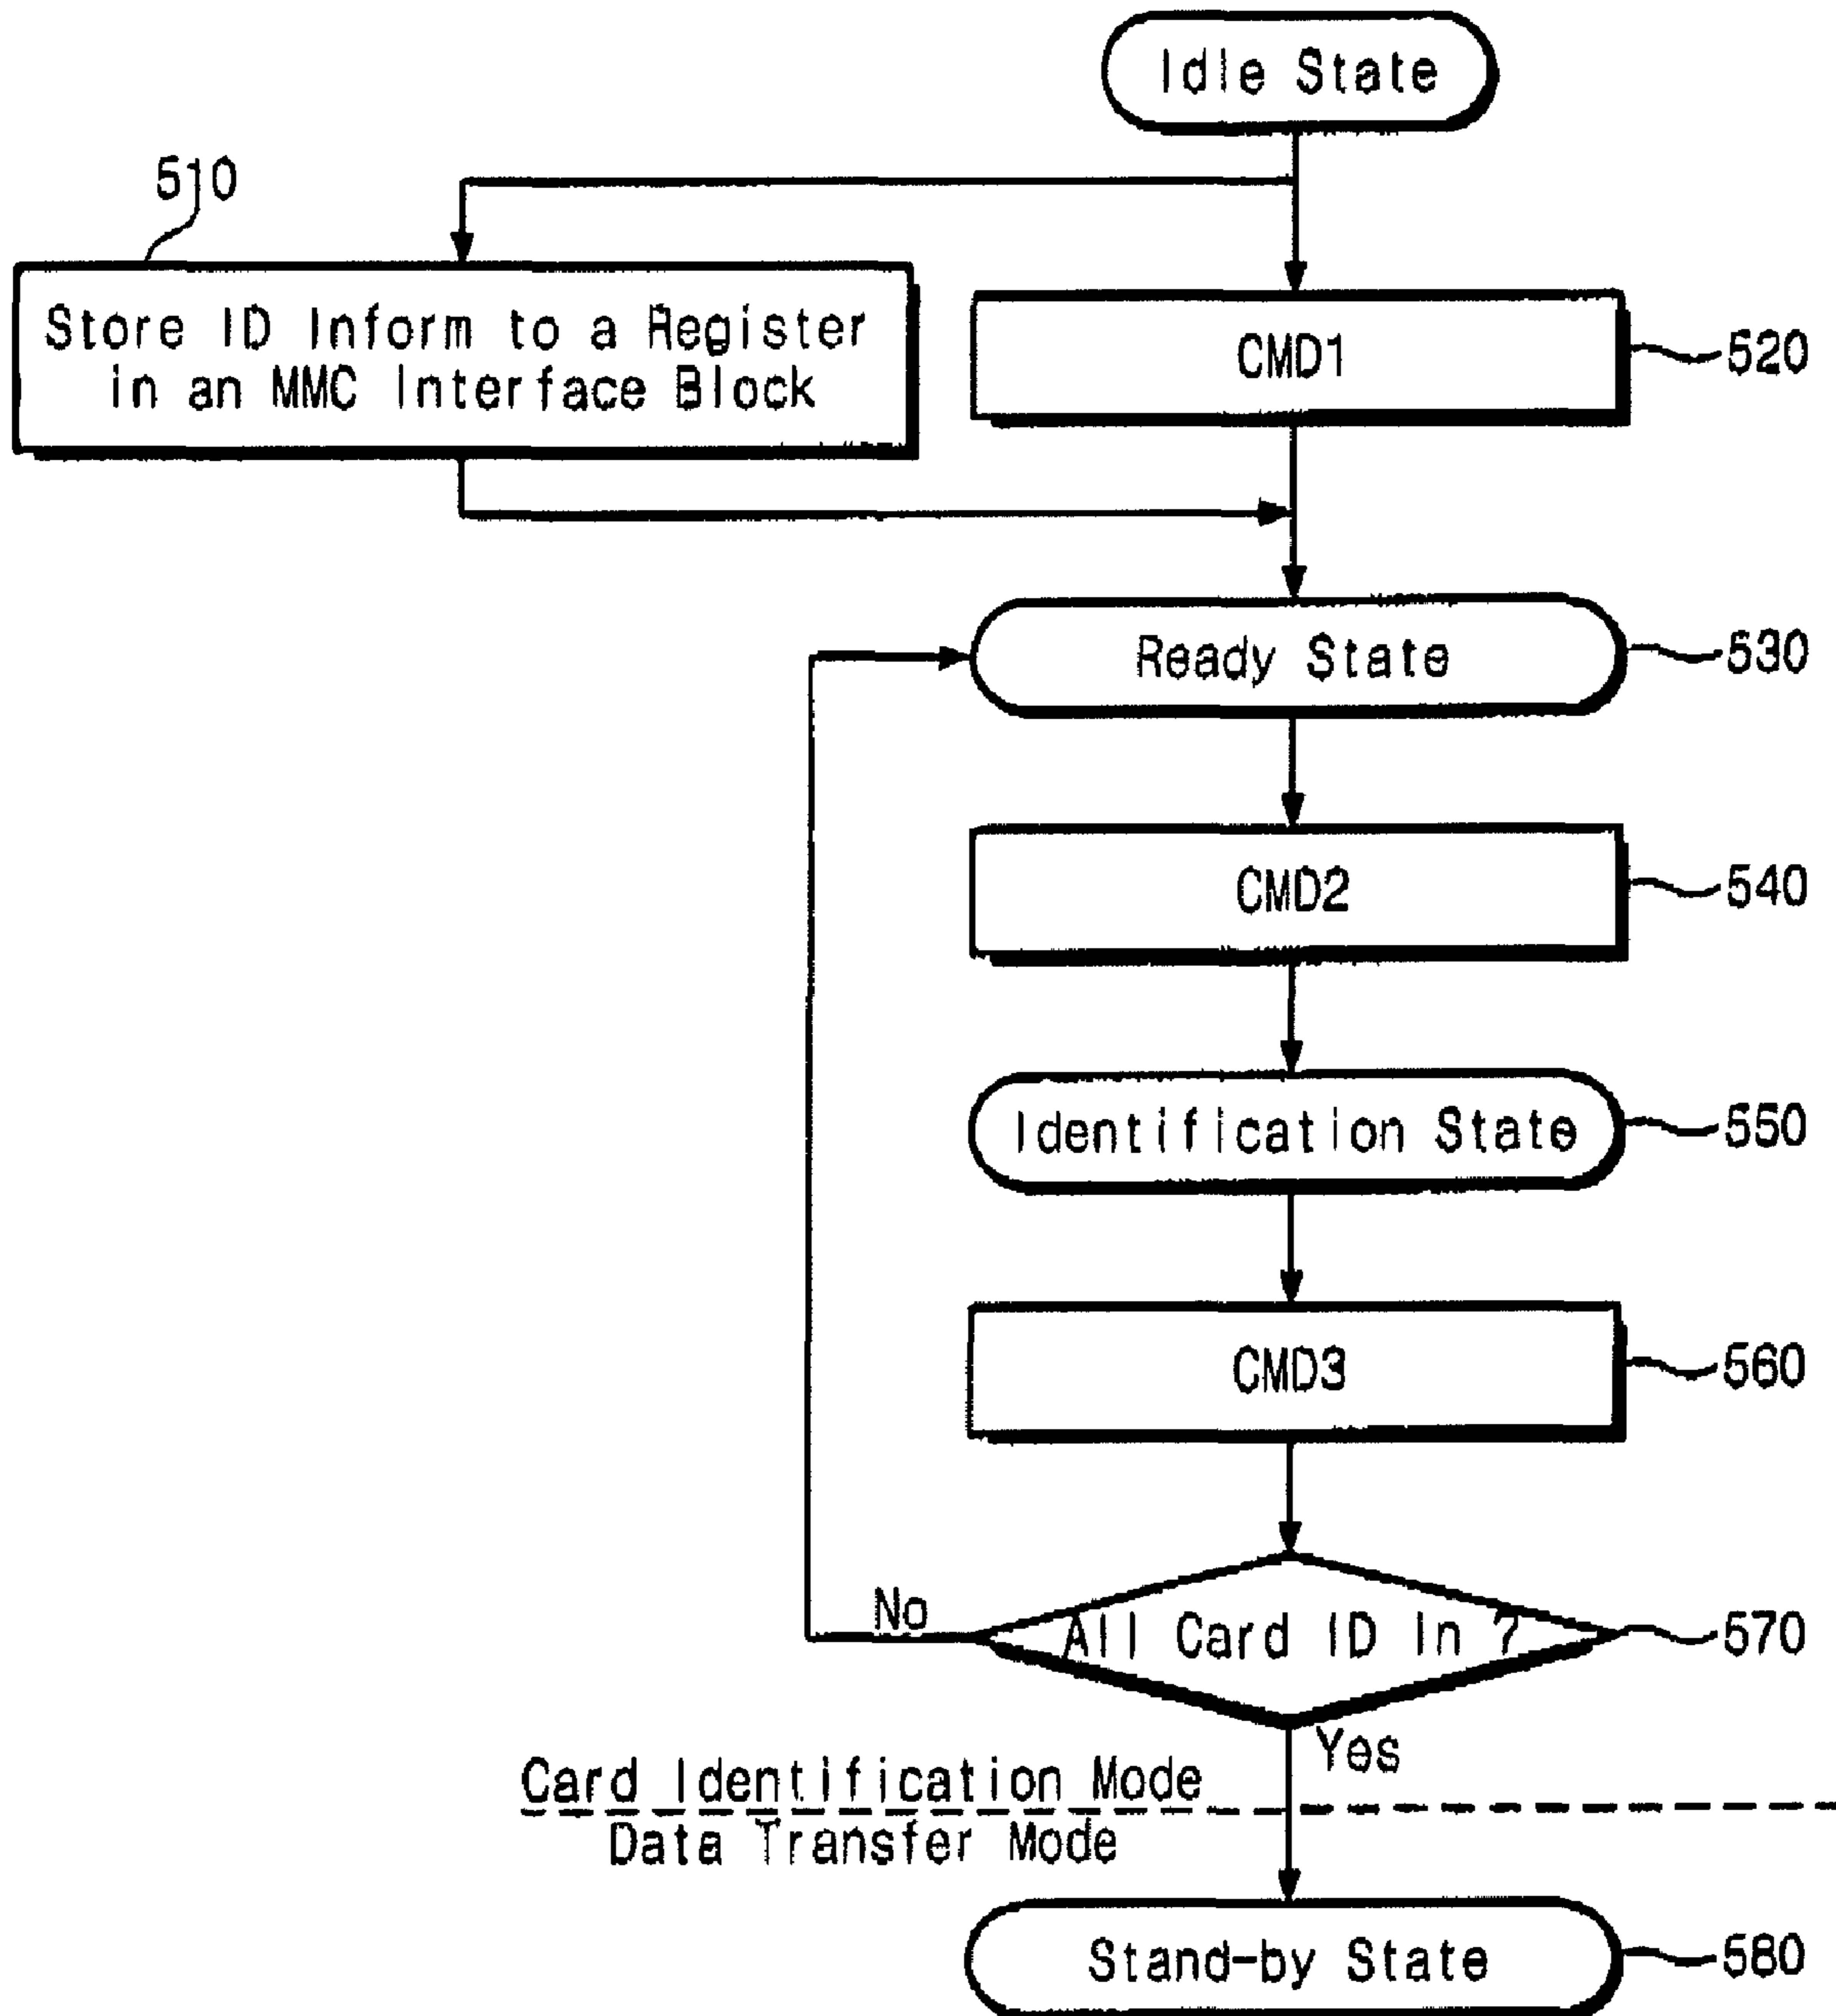 Idle State
510
Store ID Inform to a Register
in an MMC Interface Block
CMD1
520
Ready State
530
CMD2
540
Identification State
550
CMD3
560
No
All Card ID In ?
570
Yes
Card Identification Mode
Data Transfer Mode
Stand-by State
580